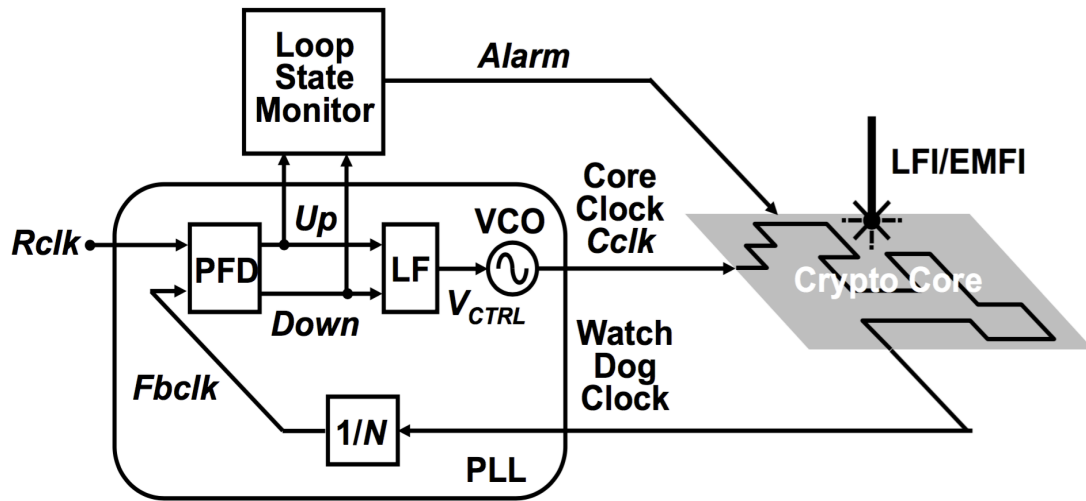 Loop
State
Monitor
Alarm
LFI/EMFI
Core
Clock
Cclk
VCO
Up
Rclk
PFD
LF
Crypto Core
Down
VCTRL
Watch
Dog
Clock
Fbclk
1/N
PLL